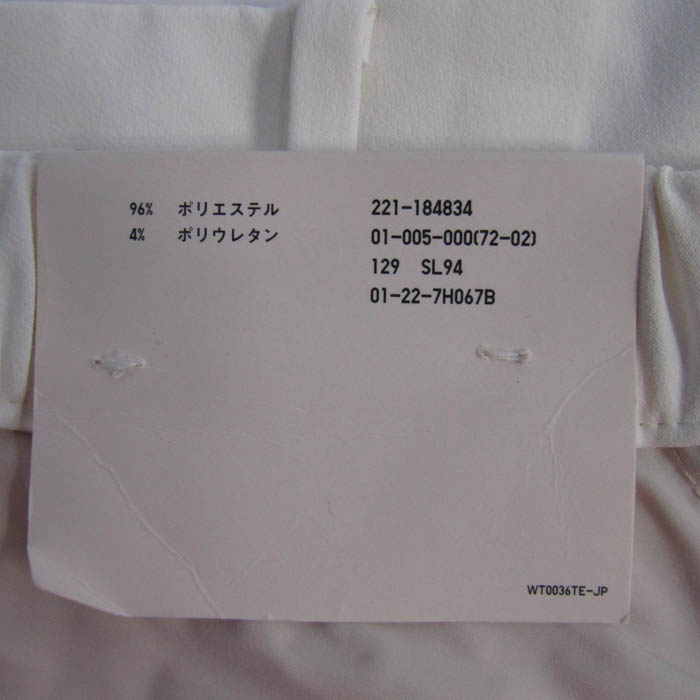 96% ポリエステル
4% ポリウレタン
221-184834
01-005-000(72-02)
129 SL94
01-22-7H067B
WT0036TE-JP